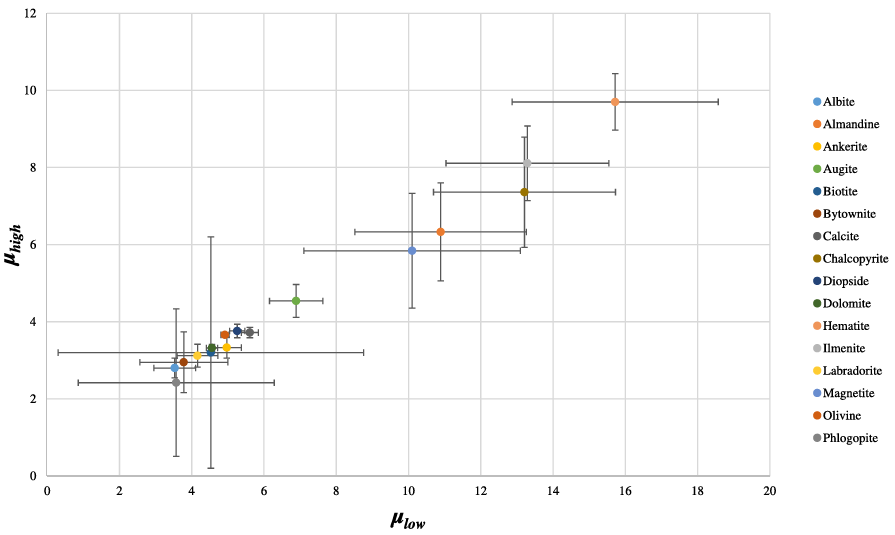 12
10
8
6
4
2
0
μhigh
0 2 4 6 8 10 12 14 16 18 20
μlow
Albite
Almandine
Ankerite
Augite
Biotite
Bytownite
Calcite
Chalcopyrite
Diopside
Dolomite
Hematite
Ilmenite
Labradorite
Magnetite
Olivine
Phlogopite